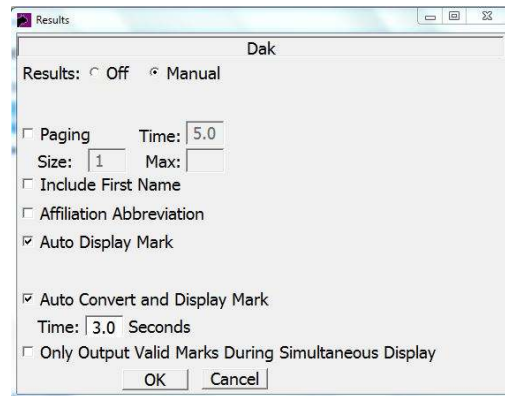 Results
Dak
Results: Off Manual
Paging Time: 5.0
Size: 1 Max:
Include First Name
Affiliation Abbreviation
Auto Display Mark
Auto Convert and Display Mark
Time: 3.0 Seconds
Only Output Valid Marks During Simultaneous Display
OK Cancel